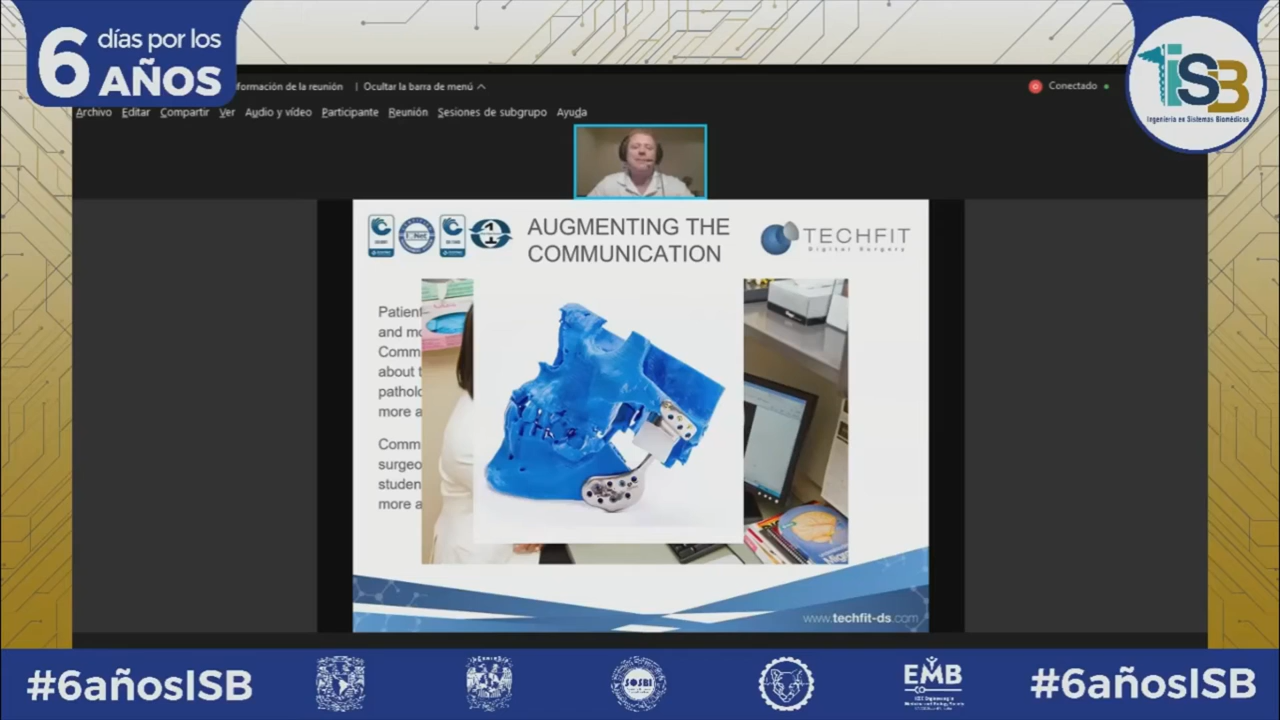 6 días por los
AÑOS
formación de la reunión | Ocultar la barra de menú
Conectado
Archivo Editar Compartir Ver Audio y vídeo Participante Reunión Sesiones de subgrupo Ayuda
iSB
Ingeniería en Sistemas Biomédicos
AUGMENTING THE
COMMUNICATION
TECHFIT
Digital Surgery
Patient
and mo
Comm
about t
patholo
more a
Comm
surgeo
studen
more a
www.techfit-ds.com
#6añosISB
SOSBI
EMB
#6añosISB